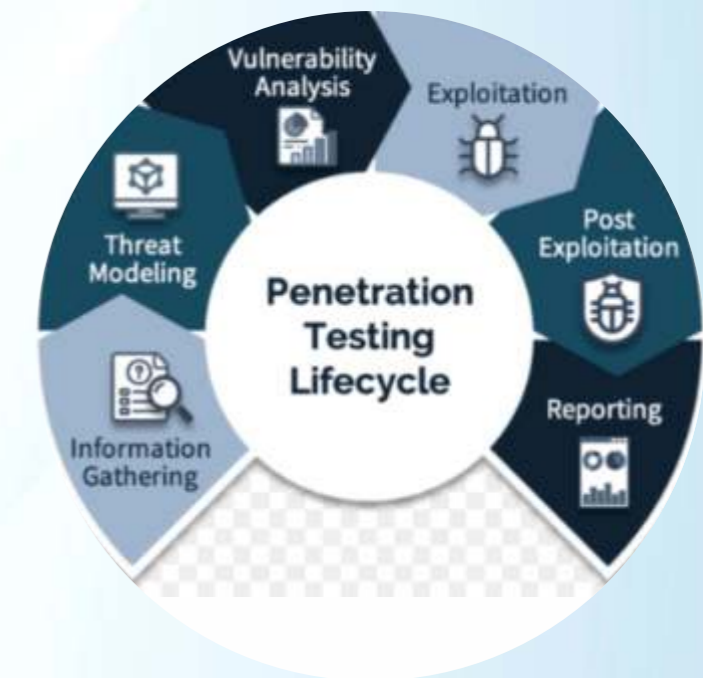 Vulnerability
Analysis
Exploitation
Post
Exploitation
Threat
Modeling
Penetration
Testing
Lifecycle
Reporting
Information
Gathering